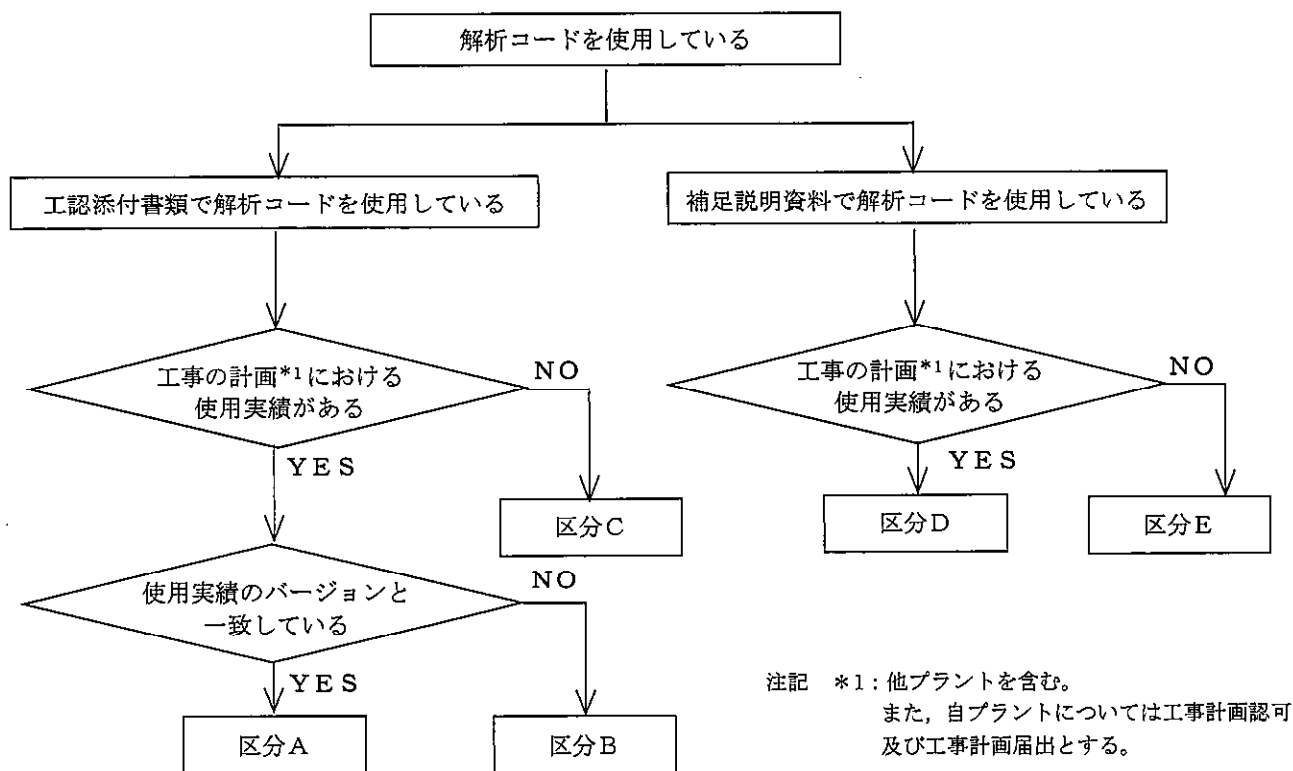 解析コードを使用している
工認添付書類で解析コードを使用している
補足説明資料で解析コードを使用している
工事の計画*1における
使用実績がある
NO
YES
工事の計画*1における
使用実績がある
NO
YES
区分C
区分D
区分E
使用実績のバージョンと
一致している
NO
YES
区分A
区分B
注記 *1：他プラントを含む。
また，自プラントについては工事計画認可
及び工事計画届出とする。